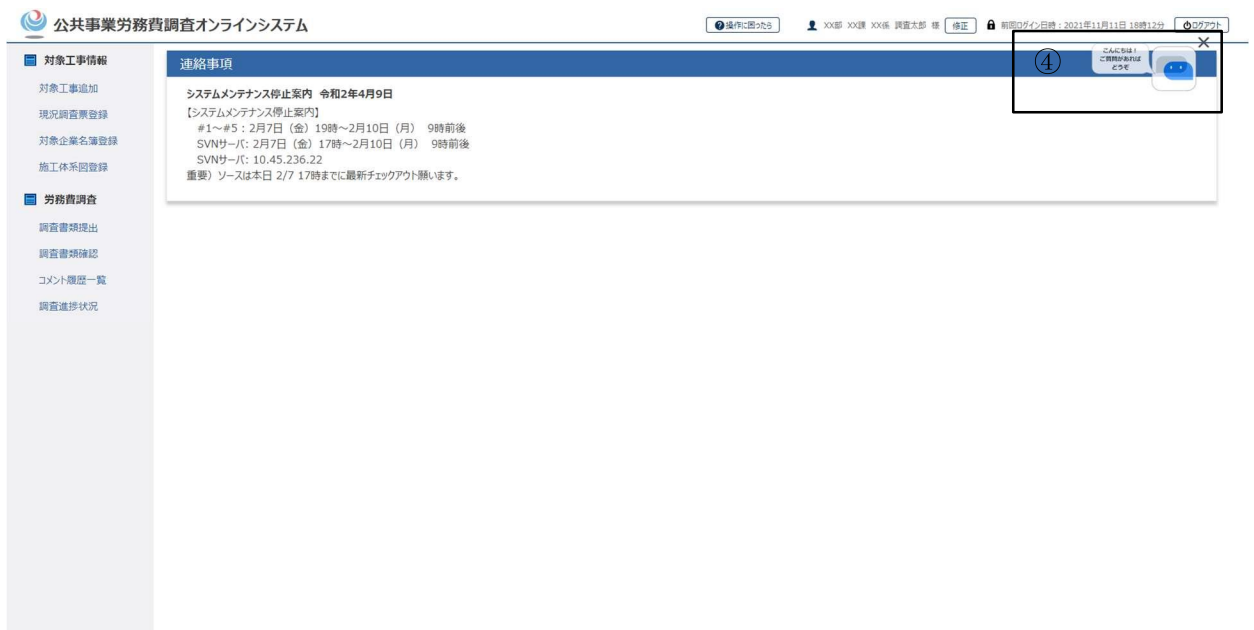 公共事業労務費調査オンラインシステム
?操作に困ったら
XX部 XX課 XX係 調査太郎 様
修正
前回ログイン日時：2021年11月11日 18時12分
ログアウト
対象工事情報
対象工事追加
現況調査票登録
対象企業名簿登録
施工体系図登録
労務費調査
調査書類提出
調査書類確認
コメント履歴一覧
調査進捗状況
連絡事項
④
こんにちは！
ご質問があれば
どうぞ
×
システムメンテナンス停止案内 令和2年4月9日
【システムメンテナンス停止案内】
#1～#5：2月7日（金）19時～2月10日（月） 9時前後
SVNサーバ：2月7日（金）17時～2月10日（月） 9時前後
SVNサーバ：10.45.236.22
重要）ソースは本日 2/7 17時までに最新チェックアウト願います。